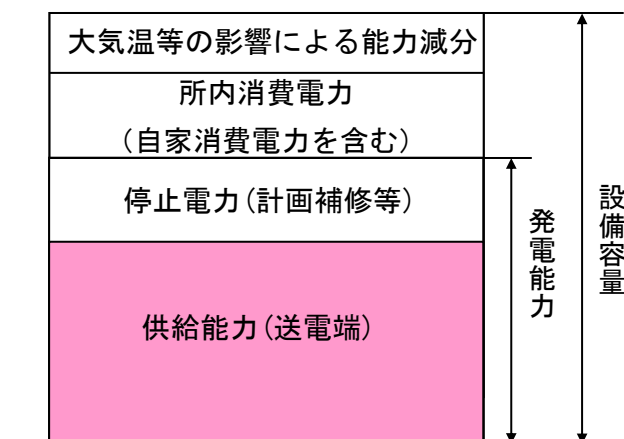 大気温等の影響による能力減分
所内消費電力
（自家消費電力を含む）
停止電力（計画補修等）
供給能力（送電端）
発電能力
設備容量